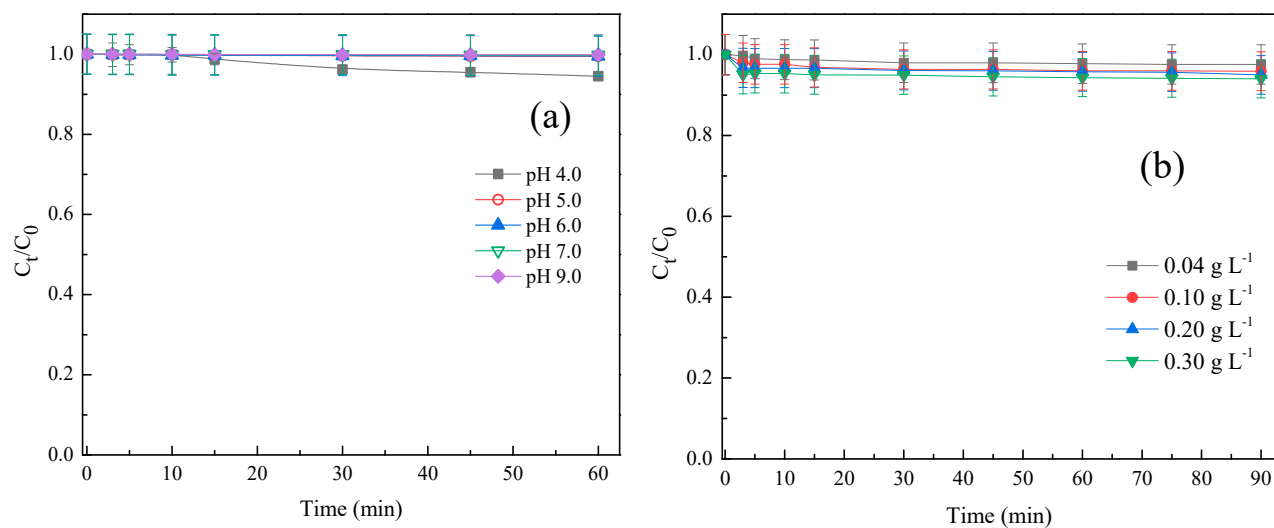 1.0
0.8
0.6
0.4
0.2
0.0
C_t/C_0
(a)
pH 4.0
pH 5.0
pH 6.0
pH 7.0
pH 9.0
0 10 20 30 40 50 60
Time (min)
1.0
0.8
0.6
0.4
0.2
0.0
C_t/C_0
(b)
0.04 g L^-1
0.10 g L^-1
0.20 g L^-1
0.30 g L^-1
0 10 20 30 40 50 60 70 80 90
Time (min)